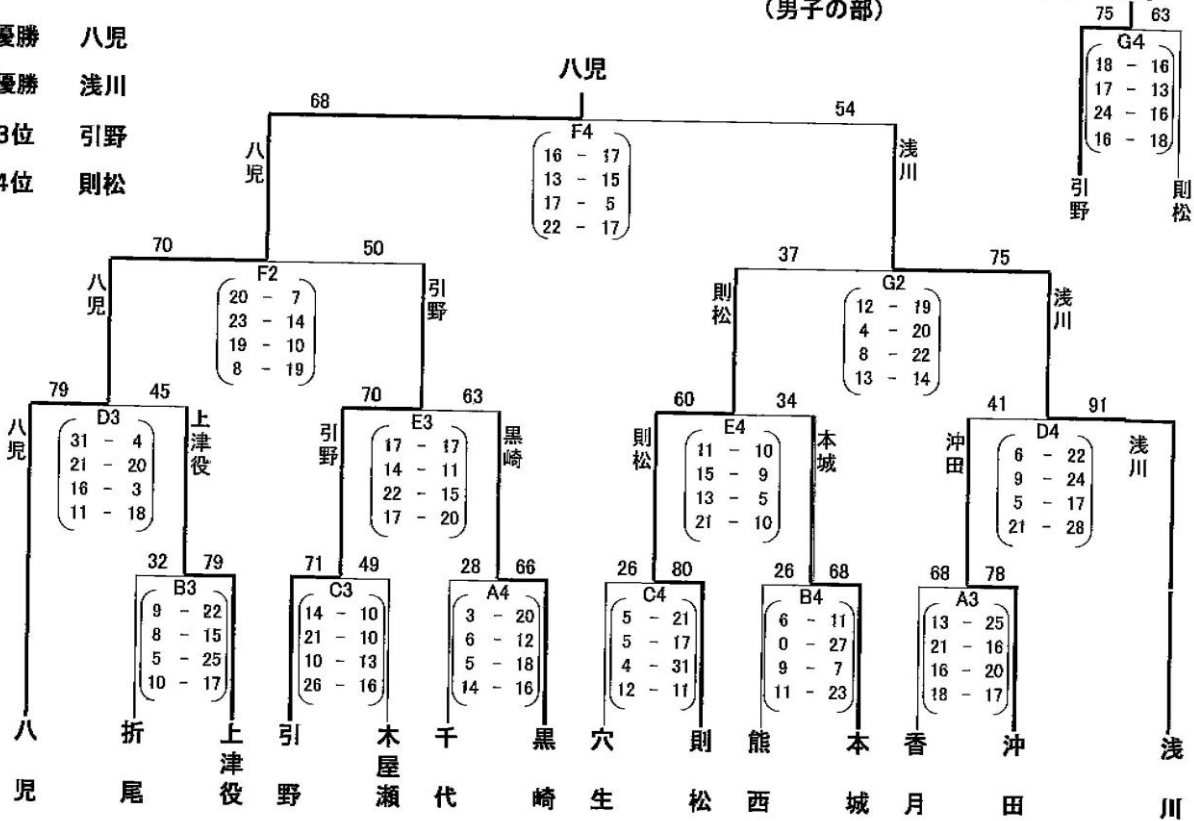 （男子の部）
優勝 八児
優勝 浅川
3位 引野
4位 則松
75 63
G4
18 - 16
17 - 13
24 - 16
16 - 18
引野
則松
八児
68 54
F4
16 - 17
13 - 15
17 - 5
22 - 17
八児
浅川
70 50
F2
20 - 7
23 - 14
19 - 10
8 - 19
八児
引野
37 75
G2
12 - 19
4 - 20
8 - 22
13 - 14
則松
浅川
79 45
D3
31 - 4
21 - 20
16 - 3
11 - 18
八児
上津役
70 63
E3
17 - 17
14 - 11
22 - 15
17 - 20
引野
黒崎
60 34
E4
11 - 10
15 - 9
13 - 5
21 - 10
則松
本城
41 91
D4
6 - 22
9 - 24
5 - 17
21 - 28
沖田
浅川
32 79
B3
9 - 22
8 - 15
5 - 25
10 - 17
71 49
C3
14 - 10
21 - 10
10 - 13
26 - 16
28 66
A4
3 - 20
6 - 12
5 - 18
14 - 16
26 80
C4
5 - 21
5 - 17
4 - 31
12 - 11
26 68
B4
6 - 11
0 - 27
9 - 7
11 - 23
68 78
A3
13 - 25
21 - 16
16 - 20
18 - 17
八児
折尾
上津役
引野
木屋瀬
千代
黒崎
穴生
則松
熊西
本城
香月
沖田
浅川